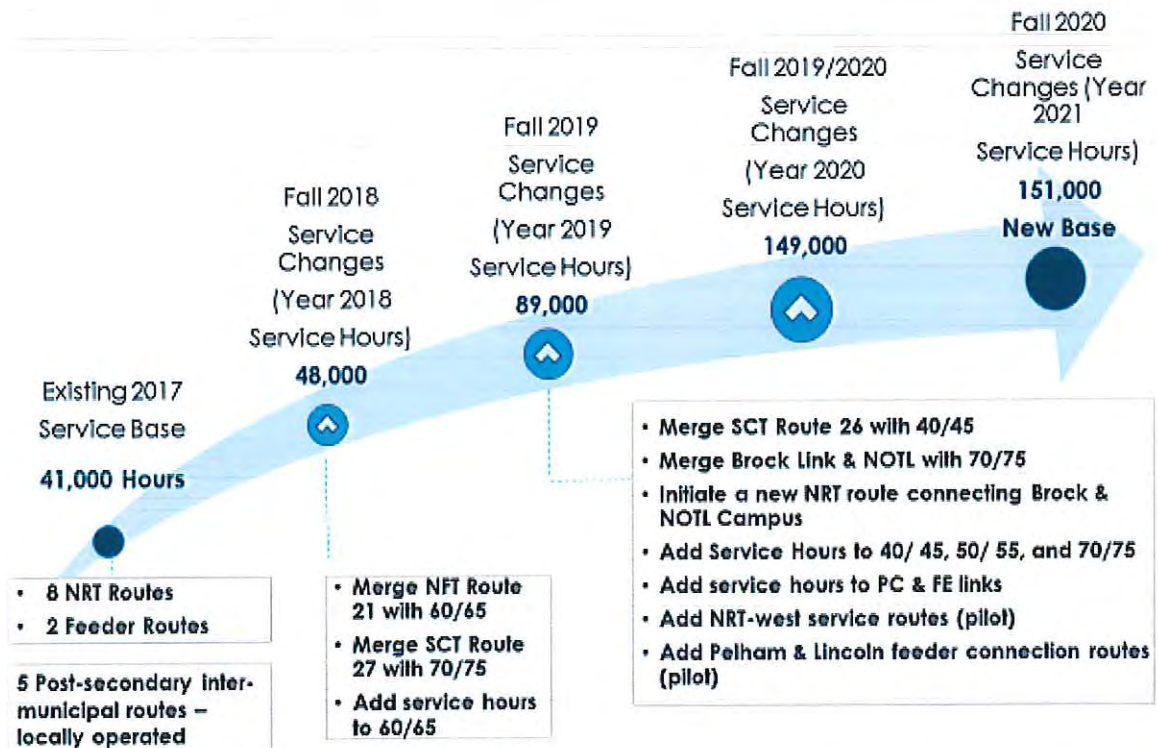 Existing 2017
Service Base
41,000 Hours
• 8 NRT Routes
• 2 Feeder Routes
5 Post-secondary inter-
municipal routes –
locally operated
Fall 2018
Service
Changes
(Year 2018
Service Hours)
48,000
• Merge NFT Route
21 with 60/65
• Merge SCT Route
27 with 70/75
• Add service hours
to 60/65
Fall 2019
Service
Changes
(Year 2019
Service Hours)
89,000
• Merge SCT Route 26 with 40/45
• Merge Brock Link & NOTL with 70/75
• Initiate a new NRT route connecting Brock &
NOTL Campus
• Add Service Hours to 40/ 45, 50/ 55, and 70/75
• Add service hours to PC & FE links
• Add NRT-west service routes (pilot)
• Add Pelham & Lincoln feeder connection routes
(pilot)
Fall 2019/2020
Service
Changes
(Year 2020
Service Hours)
149,000
Fall 2020
Service
Changes (Year
2021
Service Hours)
151,000
New Base